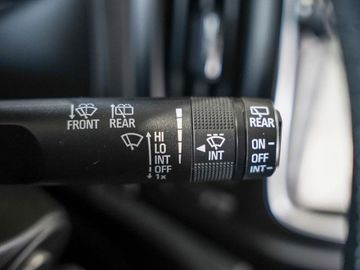 FRONT REAR
HI
LO
INT
OFF
1x
INT
REAR
ON
OFF
INT